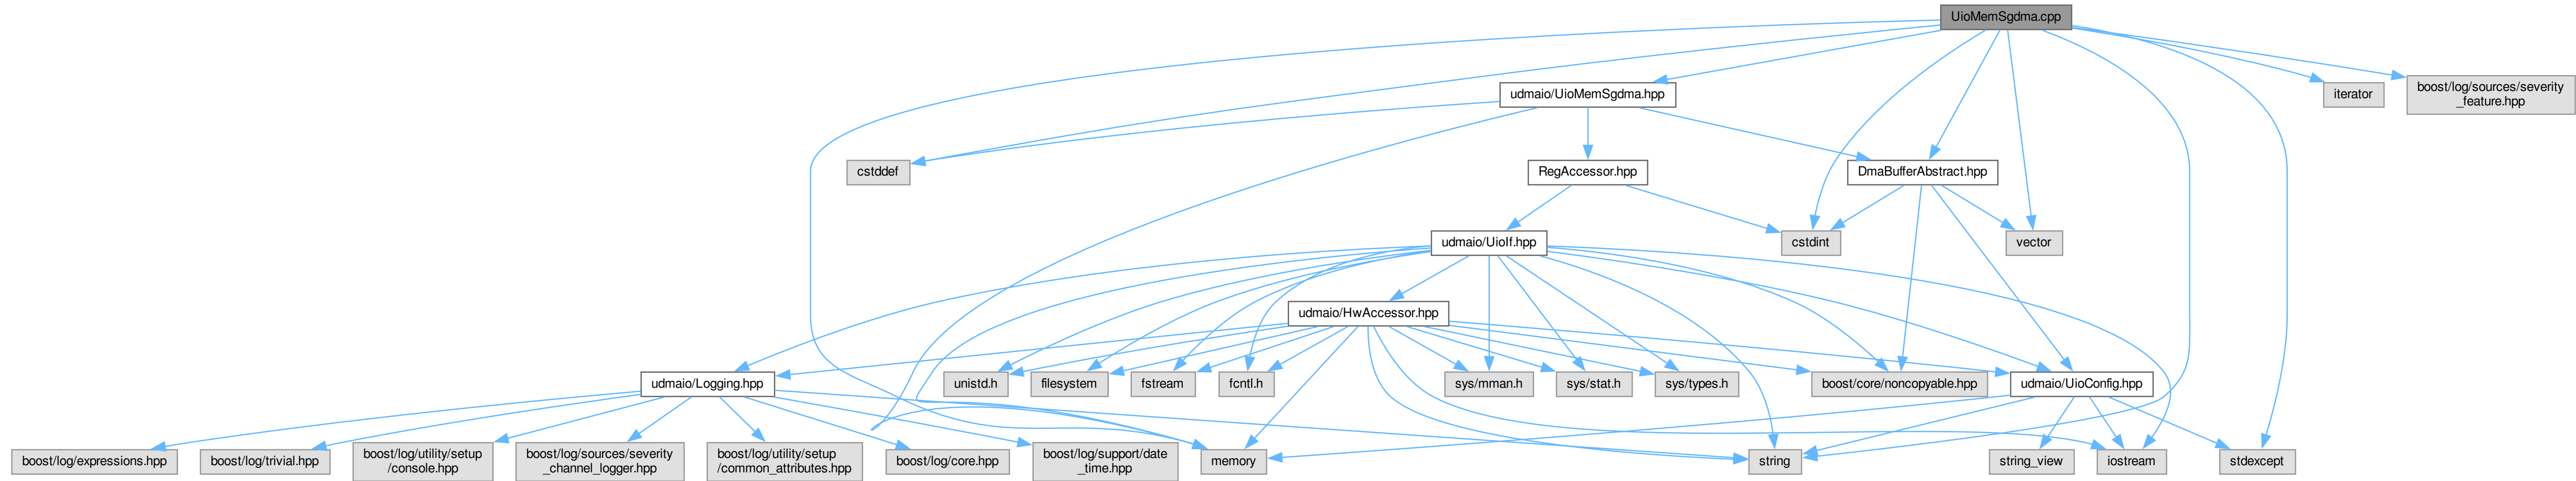 UioMemSgdma.cpp
udmaio/UioMemSgdma.hpp
iterator
boost/log/sources/severity
_feature.hpp
cstddef
RegAccessor.hpp
DmaBufferAbstract.hpp
udmaio/UioIf.hpp
cstdint
vector
udmaio/HwAccessor.hpp
udmaio/Logging.hpp
unistd.h
filesystem
fstream
fcntl.h
sys/mman.h
sys/stat.h
sys/types.h
boost/core/noncopyable.hpp
udmaio/UioConfig.hpp
boost/log/expressions.hpp
boost/log/trivial.hpp
boost/log/utility/setup
/console.hpp
boost/log/sources/severity
_channel_logger.hpp
boost/log/utility/setup
/common_attributes.hpp
boost/log/core.hpp
boost/log/support/date
_time.hpp
memory
string
string_view
iostream
stdexcept